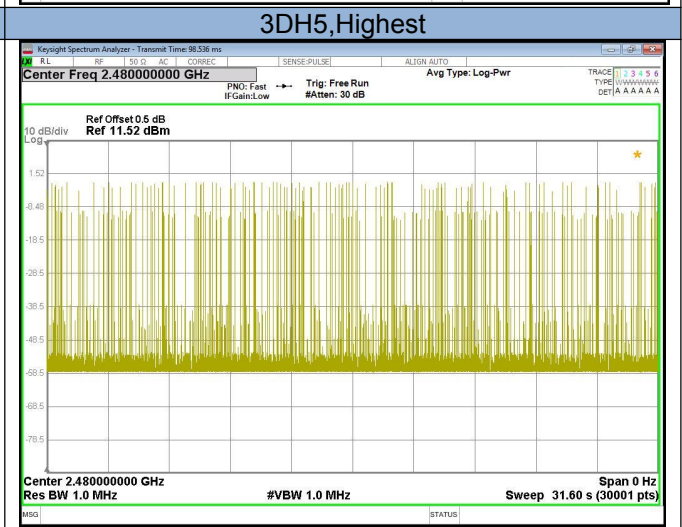 3DH5,Highest
Keysight Spectrum Analyzer - Transmit Time: 98.536 ms
RL RF 50 Ω AC CORREC SENSE:PULSE ALIGN AUTO
Center Freq 2.480000000 GHz
PNO: Fast
IFGain:Low
Trig: Free Run
#Atten: 30 dB
Avg Type: Log-Pwr
TRACE 1 2 3 4 5 6
TYPE WWWWWW
DET A A A A A A
Ref Offset 0.5 dB
10 dB/div Ref 11.52 dBm
Log
1.52
-8.48
-18.5
-28.5
-38.5
-48.5
-58.5
-68.5
-78.5
Center 2.480000000 GHz Span 0 Hz
Res BW 1.0 MHz #VBW 1.0 MHz Sweep 31.60 s (30001 pts)
MSG STATUS